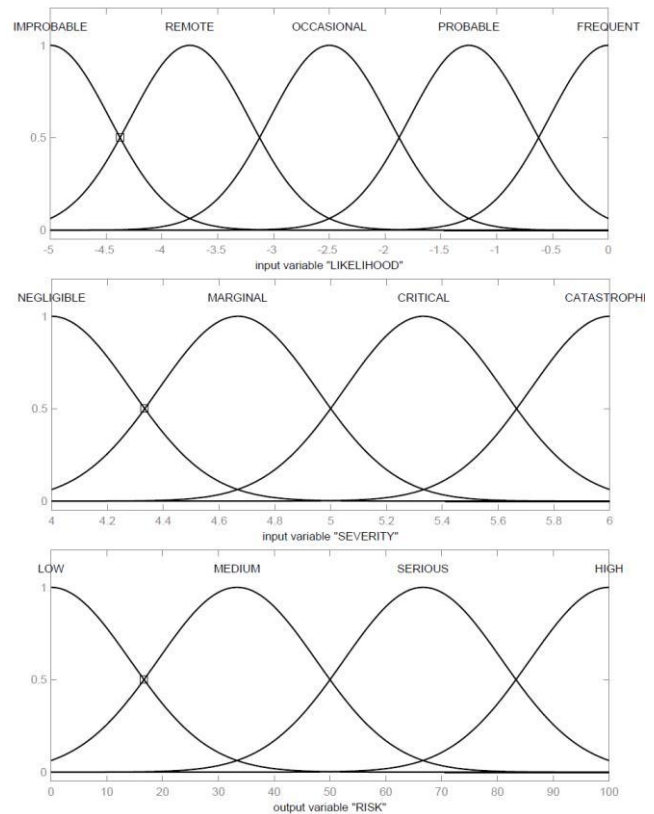 IMPROBABLE REMOTE OCCASIONAL PROBABLE FREQUENT
1
0.5
0
-5 -4.5 -4 -3.5 -3 -2.5 -2 -1.5 -1 -0.5 0
input variable "LIKELIHOOD"
NEGLIGIBLE MARGINAL CRITICAL CATASTROPHI
1
0.5
0
4 4.2 4.4 4.6 4.8 5 5.2 5.4 5.6 5.8 6
input variable "SEVERITY"
LOW MEDIUM SERIOUS HIGH
1
0.5
0
0 10 20 30 40 50 60 70 80 90 100
output variable "RISK"